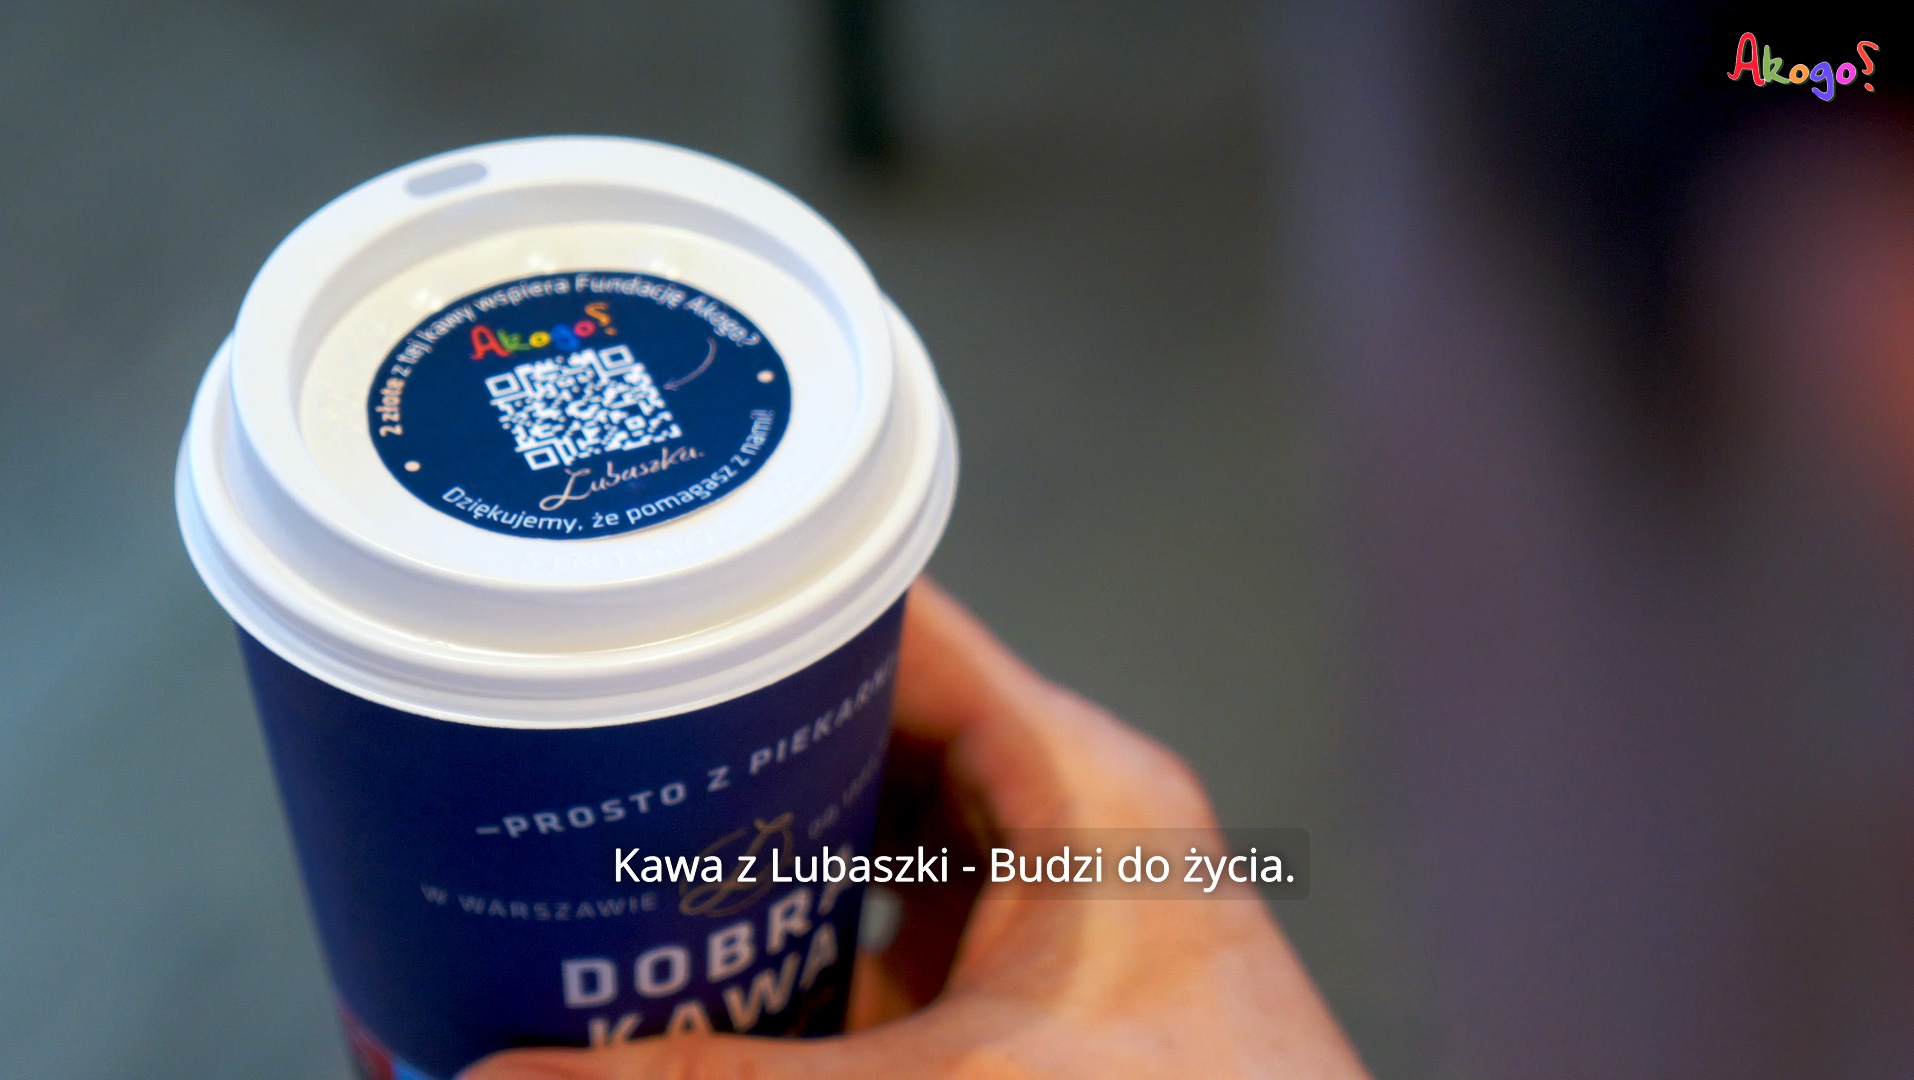 Akogo?
2 złote z tej kawy wspiera Fundację Akogo?
Akogo?
Lubaszka.
Dziękujemy, że pomagasz z nami!
–PROSTO Z PIEKARNI
W WARSZAWIE
DOBRA
KAWA
Kawa z Lubaszki - Budzi do życia.